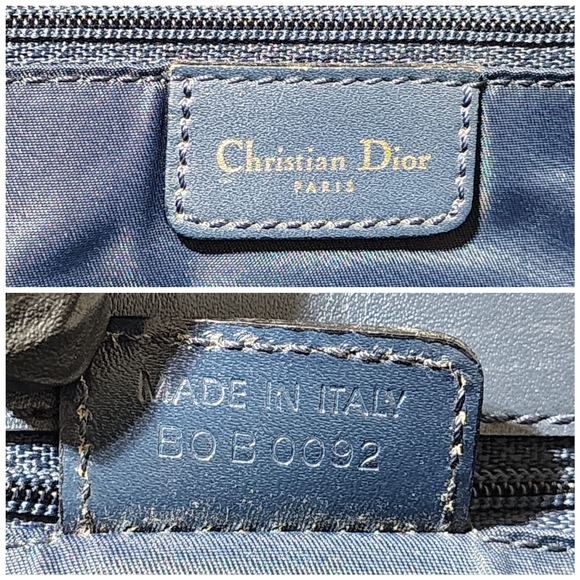 Christian Dior
PARIS
MADE IN ITALY
BO B 0092